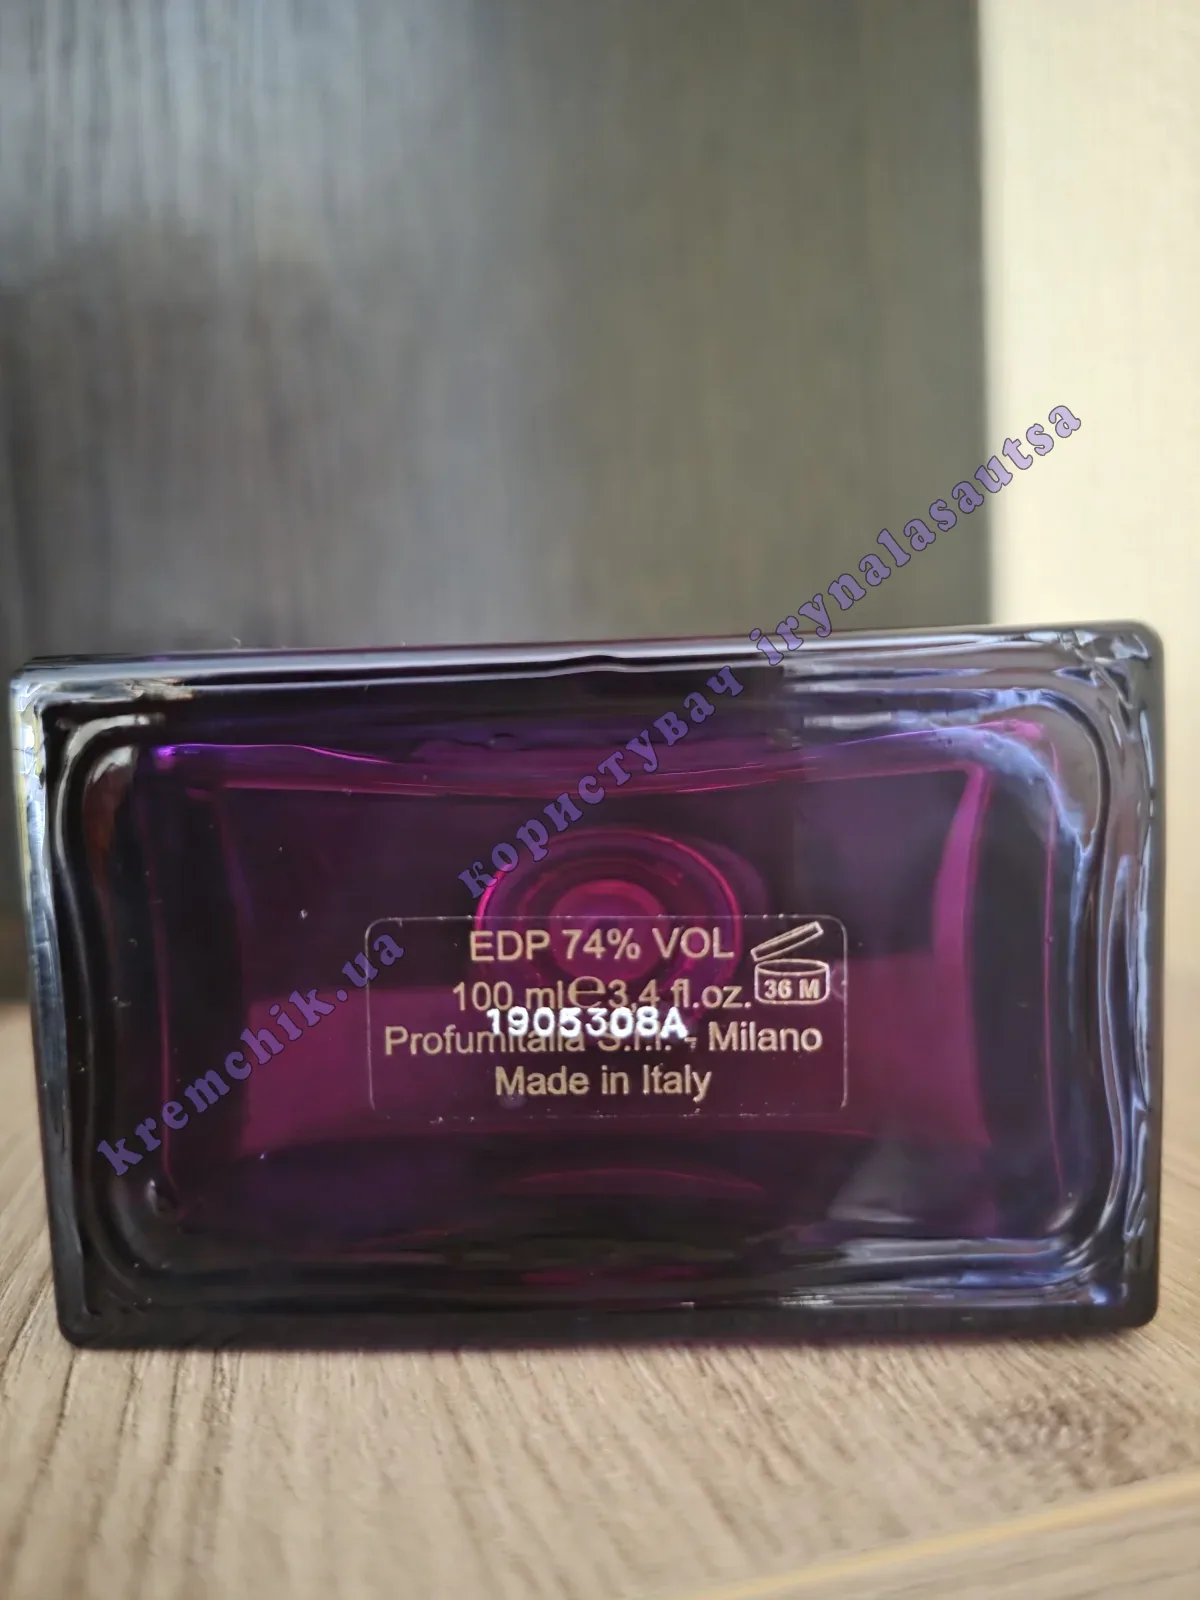 kremchik.ua користувач irynalasautsa
EDP 74% VOL
100 ml e 3,4 fl.oz. 36 M
1905308A
Profumitalia S.r.l. - Milano
Made in Italy